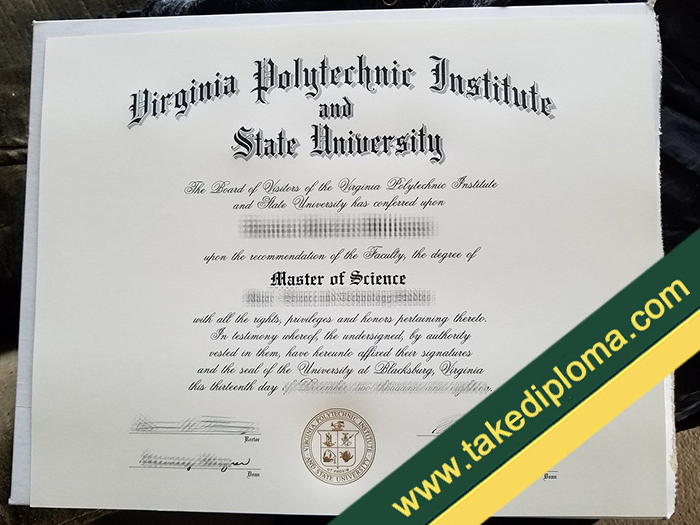 Virginia Polytechnic Institute
and
State University
The Board of Visitors of the Virginia Polytechnic Institute
and State University has conferred upon
upon the recommendation of the Faculty, the degree of
Master of Science
with all the rights, privileges and honors pertaining thereto.
In testimony whereof, the undersigned, by authority
vested in them, have hereunto affixed their signatures
and the seal of the University at Blacksburg, Virginia
this thirteenth day
Rector
Dean
Dean
VIRGINIA POLYTECHNIC INSTITUTE
AND STATE UNIVERSITY
UT PROSIM
www.takediploma.com